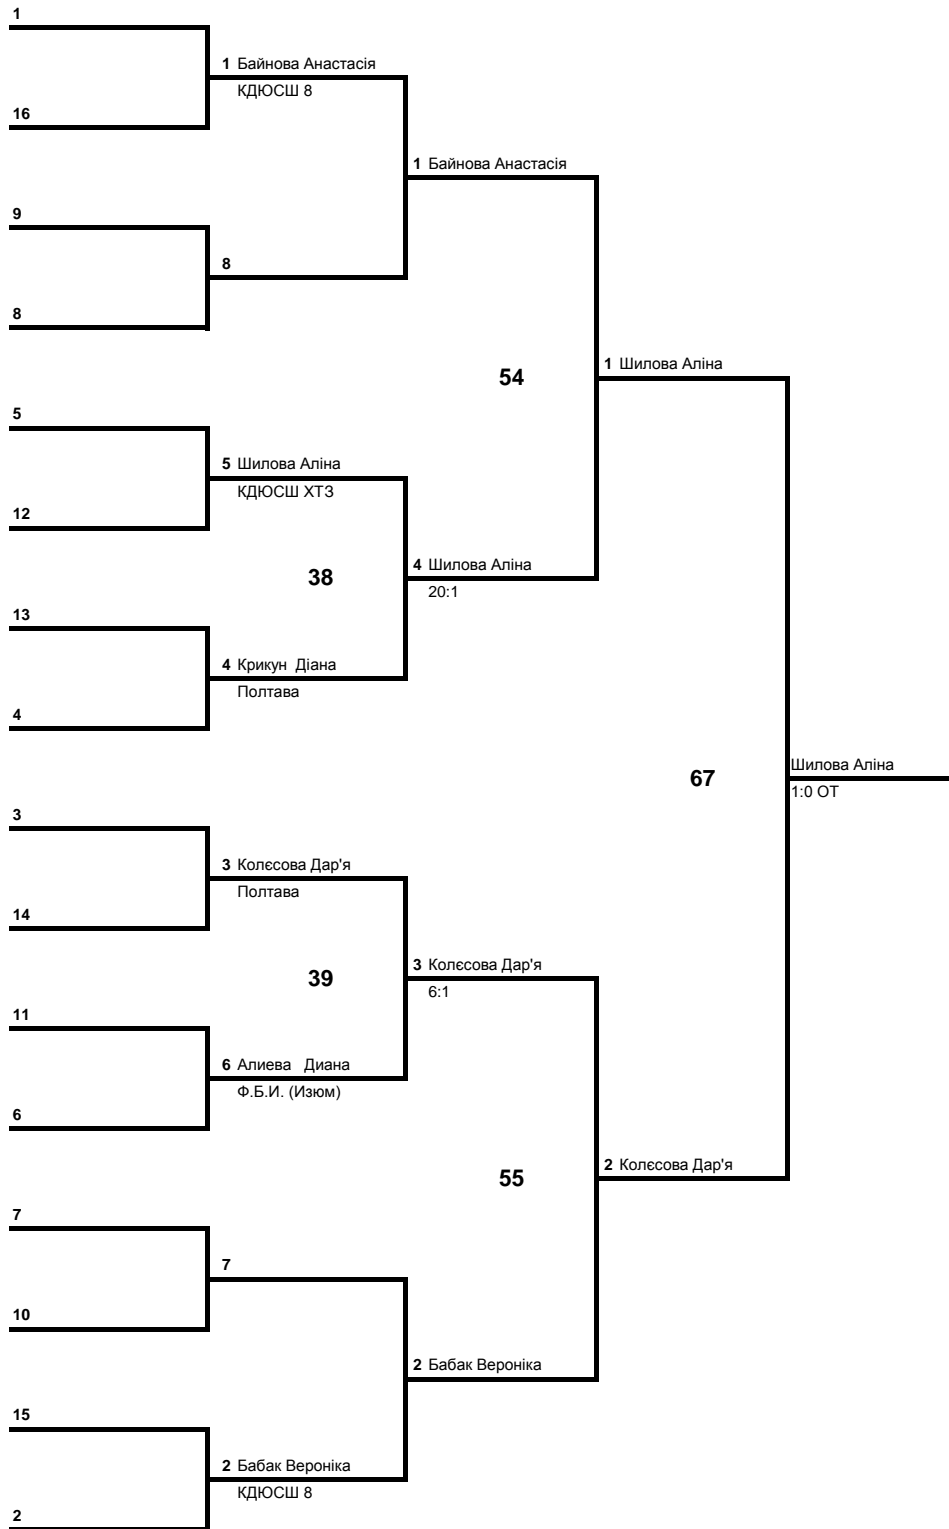 1
1 Байнова Анастасія
КДЮСШ 8
16
1 Байнова Анастасія
9
8
8
54
1 Шилова Аліна
5
5 Шилова Аліна
КДЮСШ ХТЗ
12
38
4 Шилова Аліна
20:1
13
4 Крикун Діана
Полтава
4
67
Шилова Аліна
1:0 ОТ
3
3 Колєсова Дар'я
Полтава
14
39
3 Колєсова Дар'я
6:1
11
6 Алиева Диана
Ф.Б.И. (Изюм)
6
55
2 Колєсова Дар'я
7
7
10
2 Бабак Вероніка
15
2 Бабак Вероніка
КДЮСШ 8
2